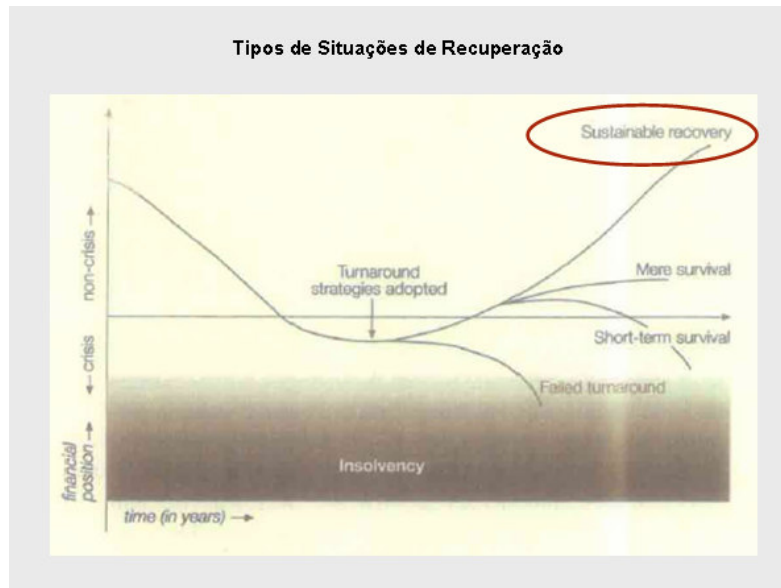 Tipos de Situações de Recuperação
Sustainable recovery
non-crisis →
Turnaround
strategies adopted
Mere survival
← crisis
Short-term survival
Failed turnaround
financial
position →
Insolvency
time (in years) →